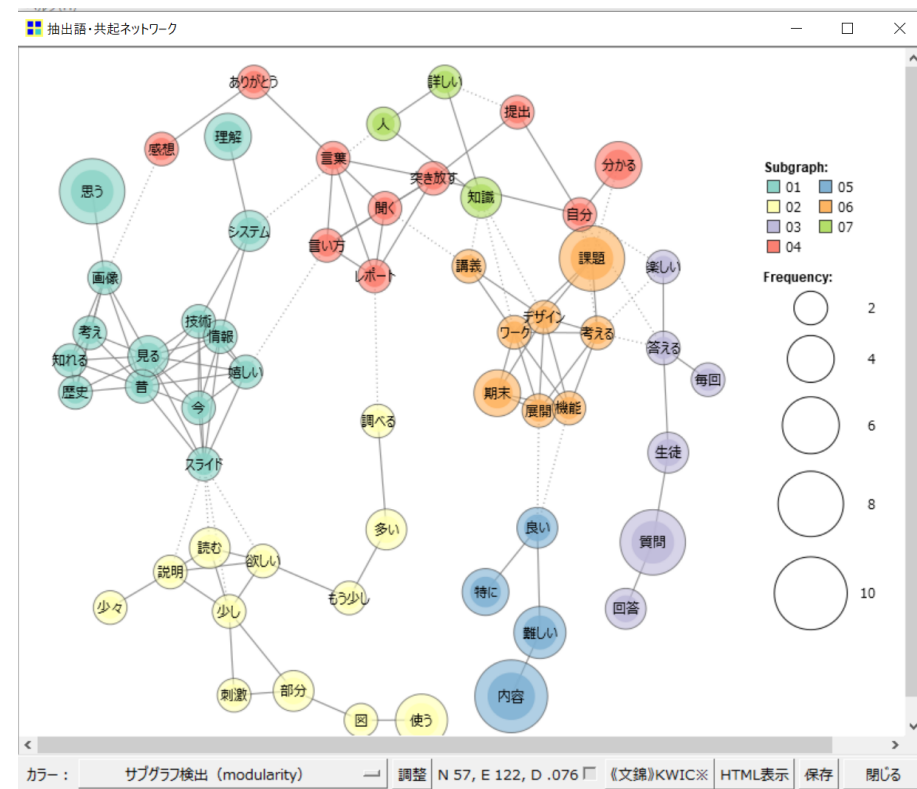 抽出語・共起ネットワーク
ありがとう
詳しい
提出
人
理解
感想
言葉
分かる
突き放す
思う
知識
聞く
自分
システム
言い方
課題
レポート
講義
楽しい
画像
技術
デザイン
考え
情報
ワーク
考える
知れる
見る
答える
嬉しい
毎回
歴史
昔
期末
今
展開
機能
調べる
スライド
生徒
多い
良い
質問
読む
欲しい
説明
特に
もう少し
少々
少し
回答
難しい
刺激
部分
内容
図
使う
Subgraph:
01 05
02 06
03 07
04
Frequency:
2
4
6
8
10
カラー：
サブグラフ検出（modularity）
調整
N 57, E 122, D .076
《文錦》KWIC※
HTML表示
保存
閉じる